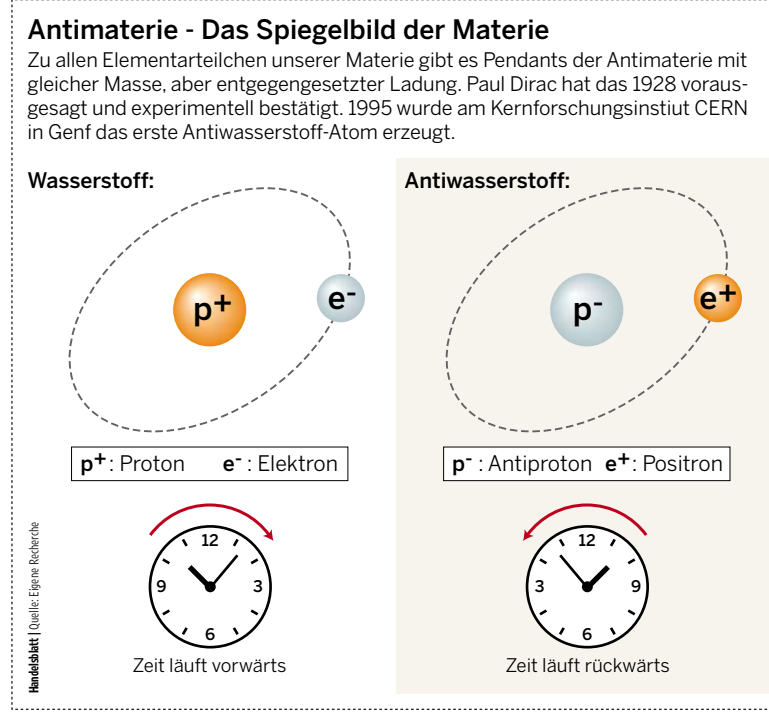 Antimaterie - Das Spiegelbild der Materie
Zu allen Elementarteilchen unserer Materie gibt es Pendants der Antimaterie mit
gleicher Masse, aber entgegengesetzter Ladung. Paul Dirac hat das 1928 voraus-
gesagt und experimentell bestätigt. 1995 wurde am Kernforschungsinstiut CERN
in Genf das erste Antiwasserstoff-Atom erzeugt.
Wasserstoff:
p+
e-
p+: Proton e-: Elektron
12
9 3
6
Zeit läuft vorwärts
Antiwasserstoff:
p-
e+
p- : Antiproton e+: Positron
12
3 9
6
Zeit läuft rückwärts
Handelsblatt | Quelle: Eigene Recherche